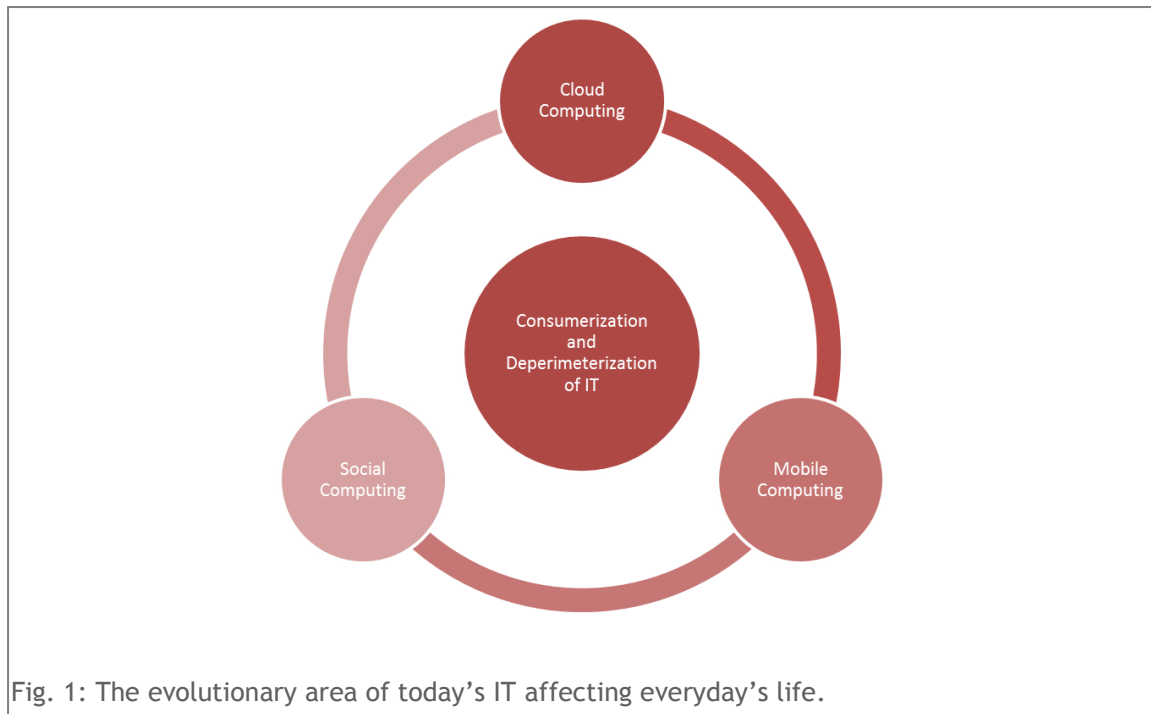 Cloud
Computing
Consumerization
and
Deperimeterization
of IT
Social
Computing
Mobile
Computing
Fig. 1: The evolutionary area of today’s IT affecting everyday’s life.